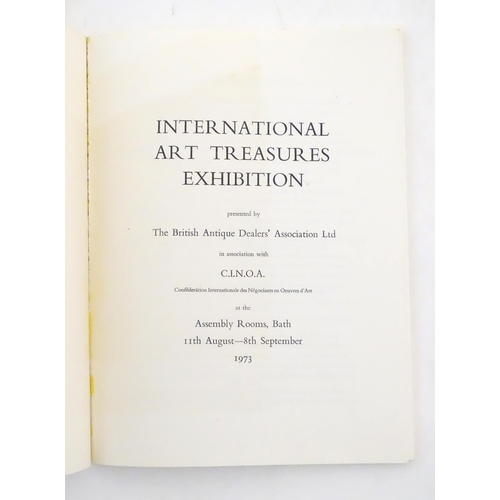 INTERNATIONAL
ART TREASURES
EXHIBITION
presented by
The British Antique Dealers' Association Ltd
in association with
C.I.N.O.A.
Conféderation Internationale des Négociants en Oeuvres d'Art
at the
Assembly Rooms, Bath
11th August—8th September
1973